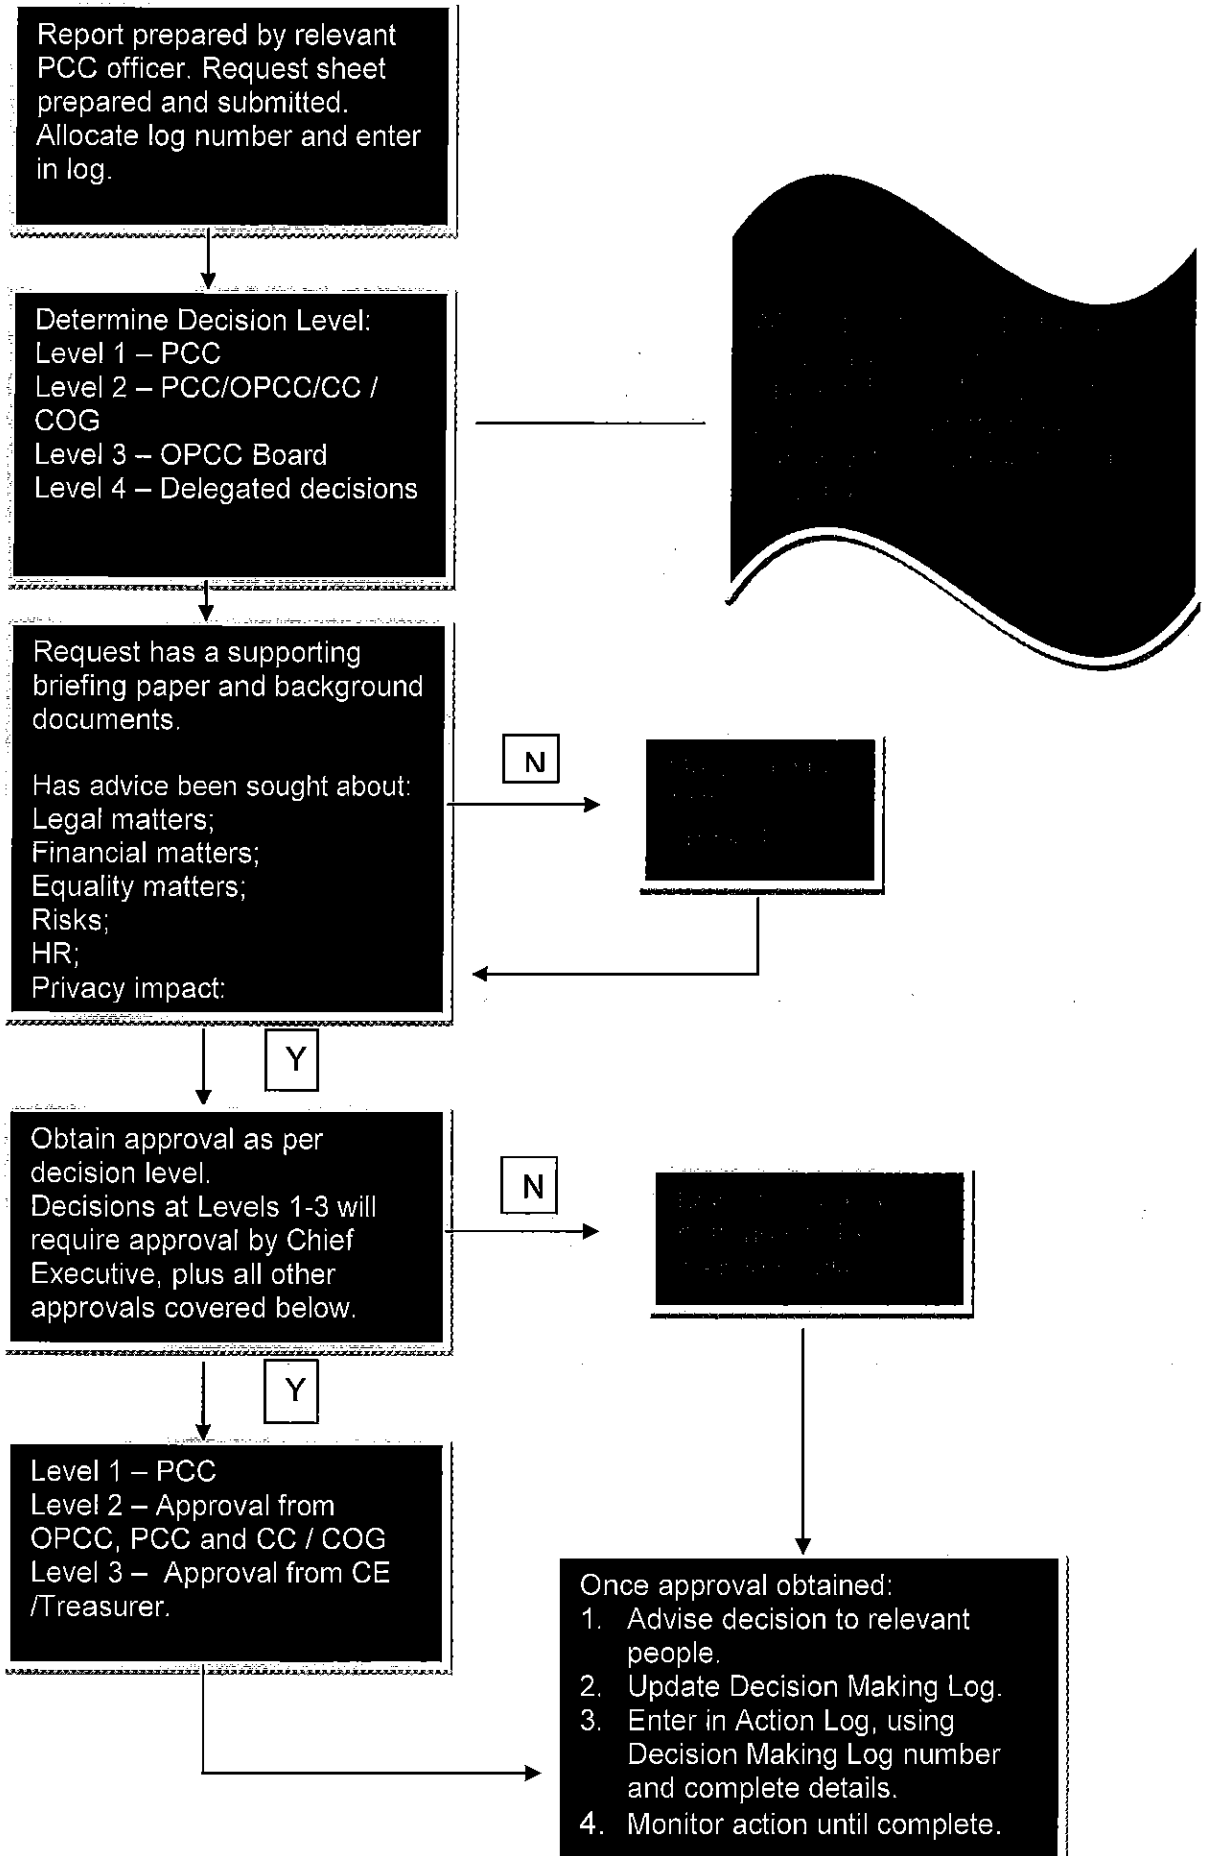 Report prepared by relevant
PCC officer. Request sheet
prepared and submitted.
Allocate log number and enter
in log.
Determine Decision Level:
Level 1 – PCC
Level 2 – PCC/OPCC/CC /
COG
Level 3 – OPCC Board
Level 4 – Delegated decisions
Request has a supporting
briefing paper and background
documents.
Has advice been sought about:
Legal matters;
Financial matters;
Equality matters;
Risks;
HR;
Privacy impact:
N
Y
Obtain approval as per
decision level.
Decisions at Levels 1-3 will
require approval by Chief
Executive, plus all other
approvals covered below.
N
Y
Level 1 – PCC
Level 2 – Approval from
OPCC, PCC and CC / COG
Level 3 – Approval from CE
/Treasurer.
Once approval obtained:
1. Advise decision to relevant
people.
2. Update Decision Making Log.
3. Enter in Action Log, using
Decision Making Log number
and complete details.
4. Monitor action until complete.